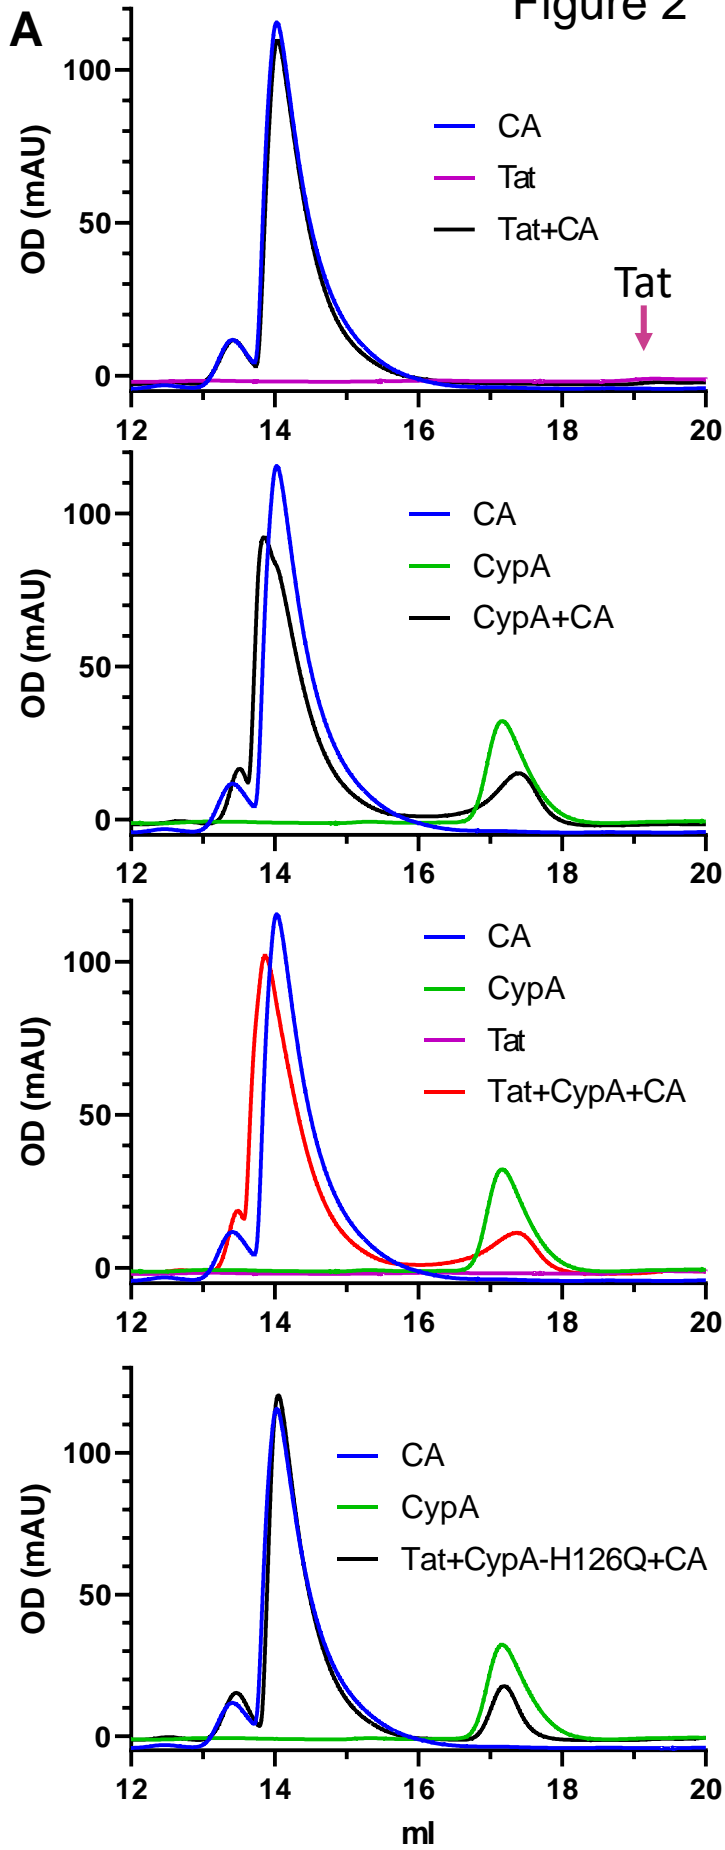 Figure 2
A
OD (mAU)
100
50
0
CA
Tat
Tat+CA
Tat
12 14 16 18 20
OD (mAU)
100
50
0
CA
CypA
CypA+CA
12 14 16 18 20
OD (mAU)
100
50
0
CA
CypA
Tat
Tat+CypA+CA
12 14 16 18 20
OD (mAU)
100
50
0
CA
CypA
Tat+CypA-H126Q+CA
12 14 16 18 20
ml